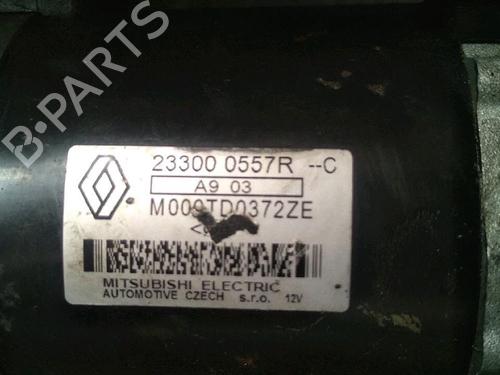 B-PARTS
23300 0557R --C
A9 03
M000TD0372ZE
MITSUBISHI ELECTRIC
AUTOMOTIVE CZECH s.r.o. 12V